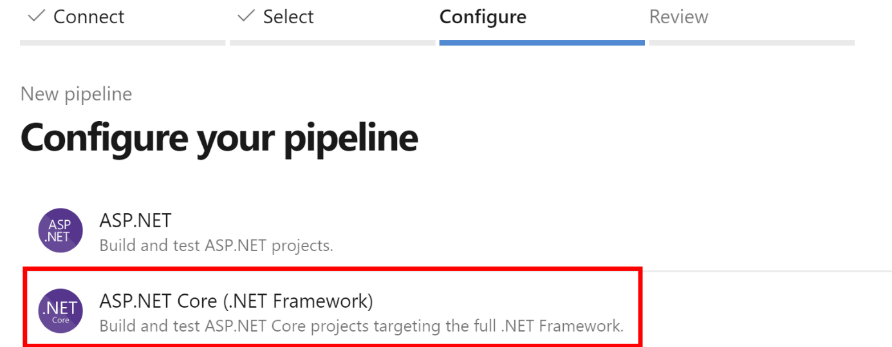 Connect Select Configure Review
New pipeline
Configure your pipeline
ASP
.NET
ASP.NET
Build and test ASP.NET projects.
.NET
Core
ASP.NET Core (.NET Framework)
Build and test ASP.NET Core projects targeting the full .NET Framework.